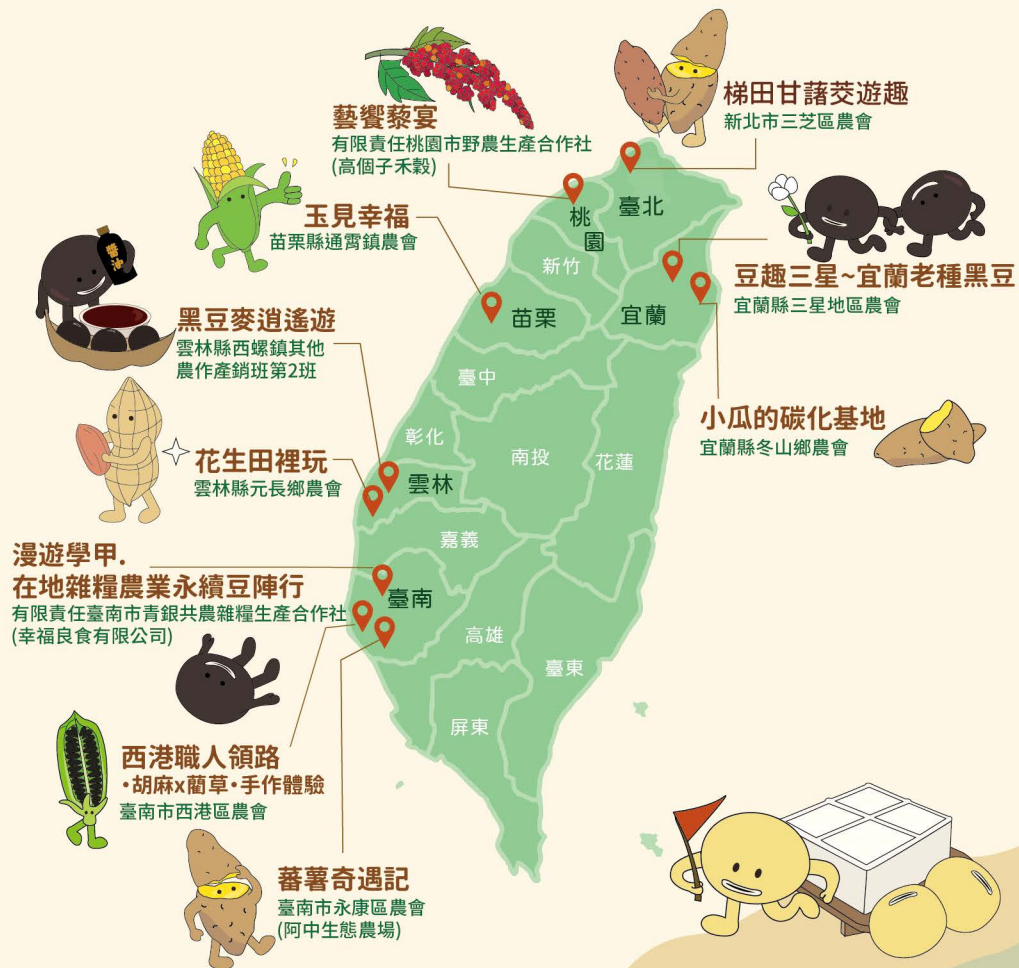 梯田甘藷茭遊趣
新北市三芝區農會
藝饗藜宴
有限責任桃園市野農生產合作社
(高個子禾穀)
玉見幸福
苗栗縣通霄鎮農會
豆趣三星~宜蘭老種黑豆
宜蘭縣三星地區農會
醬油
黑豆麥逍遙遊
雲林縣西螺鎮其他
農作產銷班第2班
小瓜的碳化基地
宜蘭縣冬山鄉農會
花生田裡玩
雲林縣元長鄉農會
漫遊學甲.
在地雜糧農業永續豆陣行
有限責任臺南市青銀共農雜糧生產合作社
(幸福良食有限公司)
西港職人領路
•胡麻x藺草•手作體驗
臺南市西港區農會
蕃薯奇遇記
臺南市永康區農會
(阿中生態農場)
臺北
桃
園
新竹
宜蘭
苗栗
臺中
彰化
南投
花蓮
雲林
嘉義
臺南
高雄
臺東
屏東